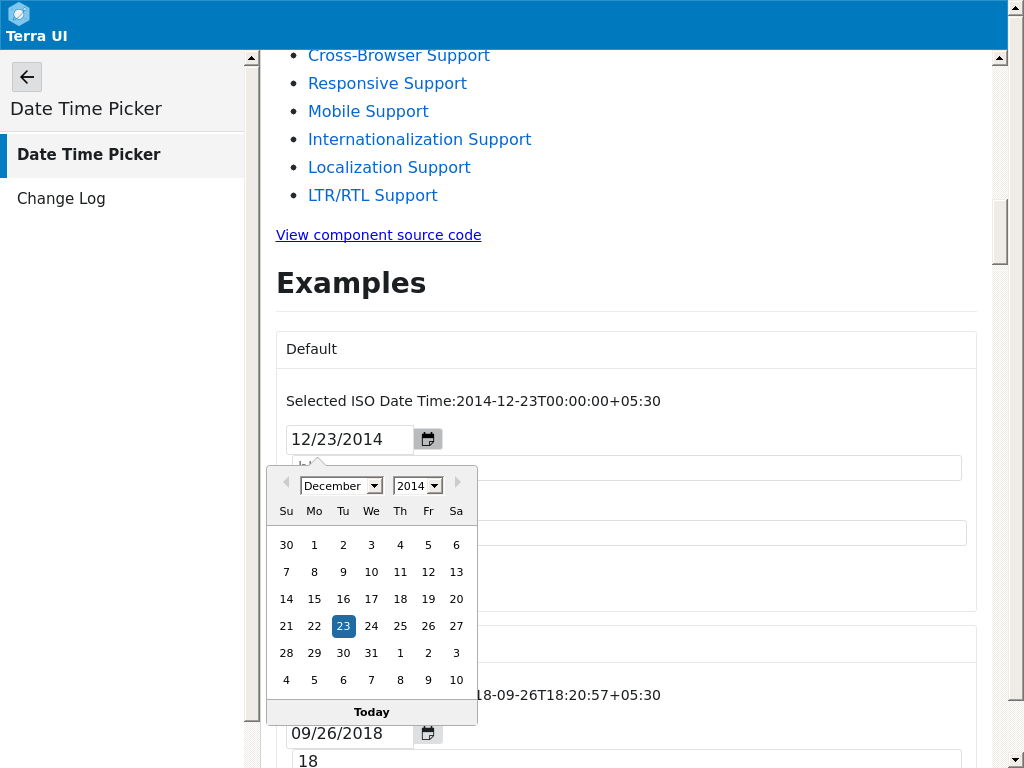 Terra UI
Date Time Picker
Date Time Picker
Change Log
Cross-Browser Support
Responsive Support
Mobile Support
Internationalization Support
Localization Support
LTR/RTL Support
View component source code
Examples
Default
Selected ISO Date Time:2014-12-23T00:00:00+05:30
12/23/2014
December 2014
Su Mo Tu We Th Fr Sa
30 1 2 3 4 5 6
7 8 9 10 11 12 13
14 15 16 17 18 19 20
21 22 23 24 25 26 27
28 29 30 31 1 2 3
4 5 6 7 8 9 10
Today
18-09-26T18:20:57+05:30
09/26/2018
18